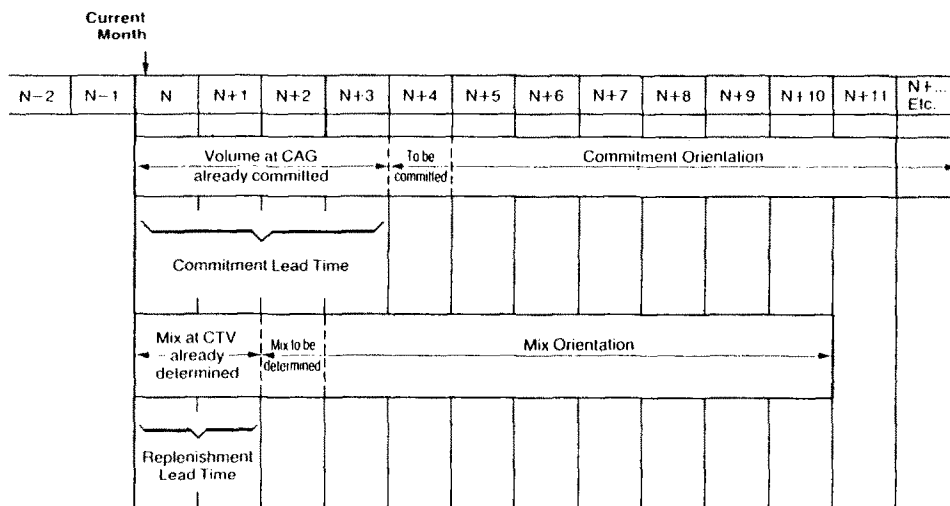 Current
Month
N−2 N−1 N N+1 N+2 N+3 N+4 N+5 N+6 N+7 N+8 N+9 N+10 N+11 N+...
Etc.
Volume at CAG
already committed
To be
committed
Commitment Orientation
Commitment Lead Time
Mix at CTV
already
determined
Mix to be
determined
Mix Orientation
Replenishment
Lead Time